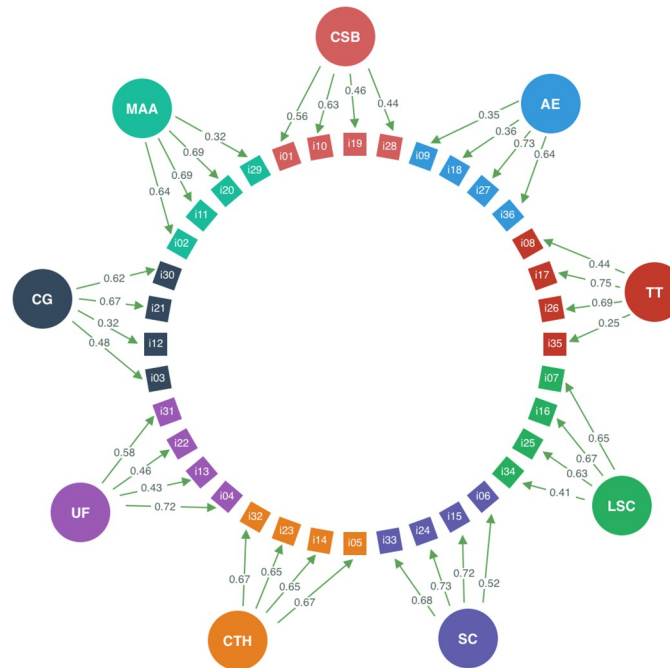 CSB
MAA
AE
0.56
0.63
0.46
0.44
0.32
0.69
0.69
0.64
0.35
0.36
0.73
0.64
i01
i10
i19
i28
i29
i20
i11
i02
i09
i18
i27
i36
CG
0.62
0.67
0.32
0.48
i30
i21
i12
i03
i08
i17
i26
i35
0.44
0.75
0.69
0.25
TT
UF
0.58
0.46
0.43
0.72
i31
i22
i13
i04
i07
i16
i25
i34
0.65
0.67
0.63
0.41
LSC
i32
i23
i14
i05
i33
i24
i15
i06
0.67
0.65
0.65
0.67
0.68
0.73
0.72
0.52
CTH
SC